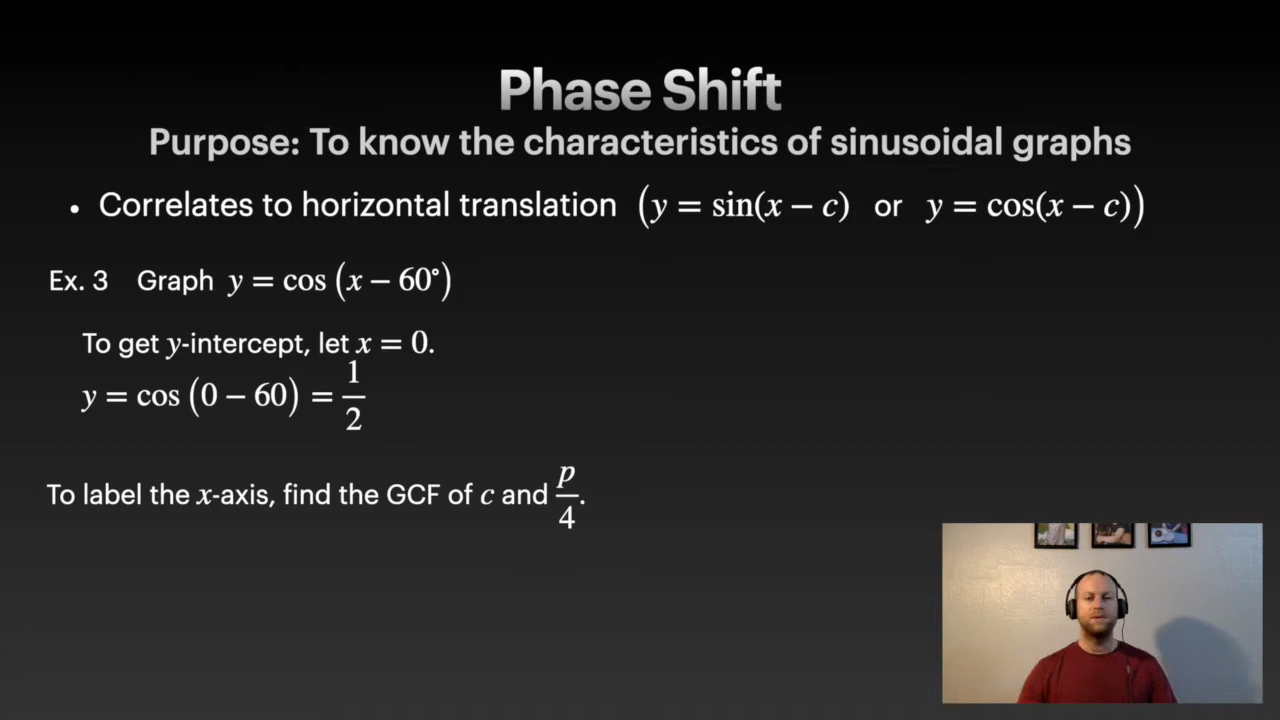 Phase Shift
Purpose: To know the characteristics of sinusoidal graphs
• Correlates to horizontal translation (y = sin(x − c) or y = cos(x − c))
Ex. 3 Graph y = cos (x − 60°)
To get y-intercept, let x = 0.
y = cos (0 − 60) = 1/2
To label the x-axis, find the GCF of c and p/4.